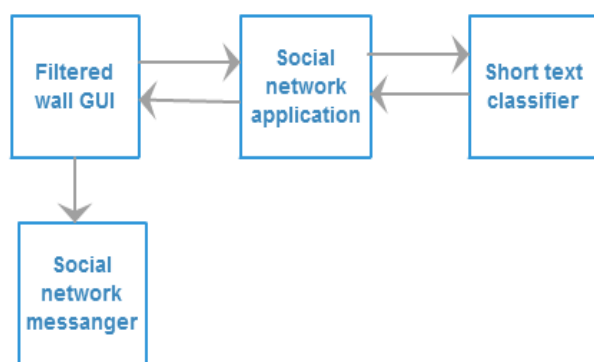 Filtered
wall GUI
Social
network
application
Short text
classifier
Social
network
messanger